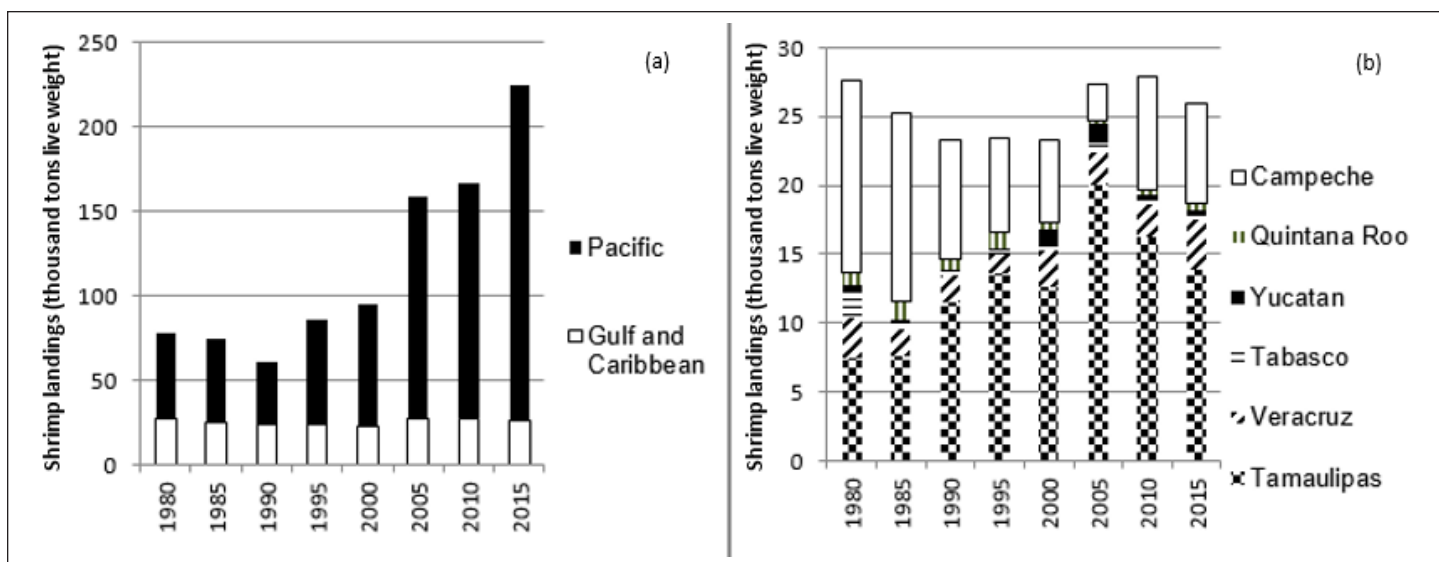 Shrimp landings (thousand tons live weight)
250
200
150
100
50
0
1980
1985
1990
1995
2000
2005
2010
2015
(a)
Pacific
Gulf and
Caribbean
Shrimp landings (thousand tons live weight)
30
25
20
15
10
5
0
1980
1985
1990
1995
2000
2005
2010
2015
(b)
Campeche
Quintana Roo
Yucatan
Tabasco
Veracruz
Tamaulipas